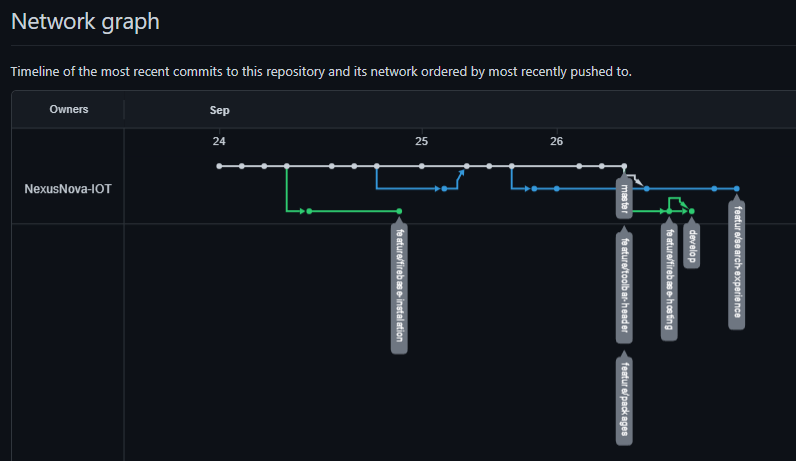 Network graph
Timeline of the most recent commits to this repository and its network ordered by most recently pushed to.
Owners
Sep
24
25
26
NexusNova-IOT
master
feature/firebase-instalation
feature/toolbar-header
feature/firebase-hosting
develop
feature/search-experience
feature/packages